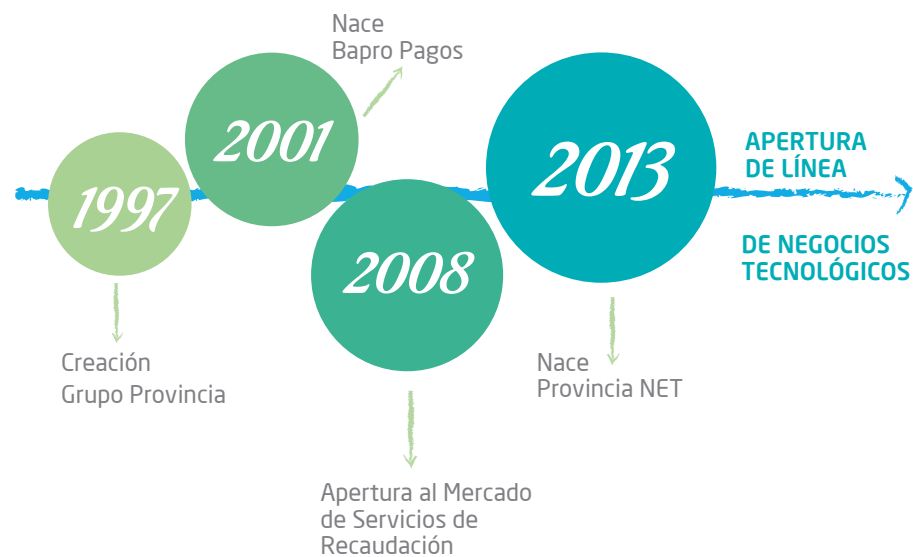 1997
Creación
Grupo Provincia
2001
Nace
Bapro Pagos
2008
Apertura al Mercado
de Servicios de
Recaudación
2013
Nace
Provincia NET
APERTURA
DE LÍNEA
DE NEGOCIOS
TECNOLÓGICOS